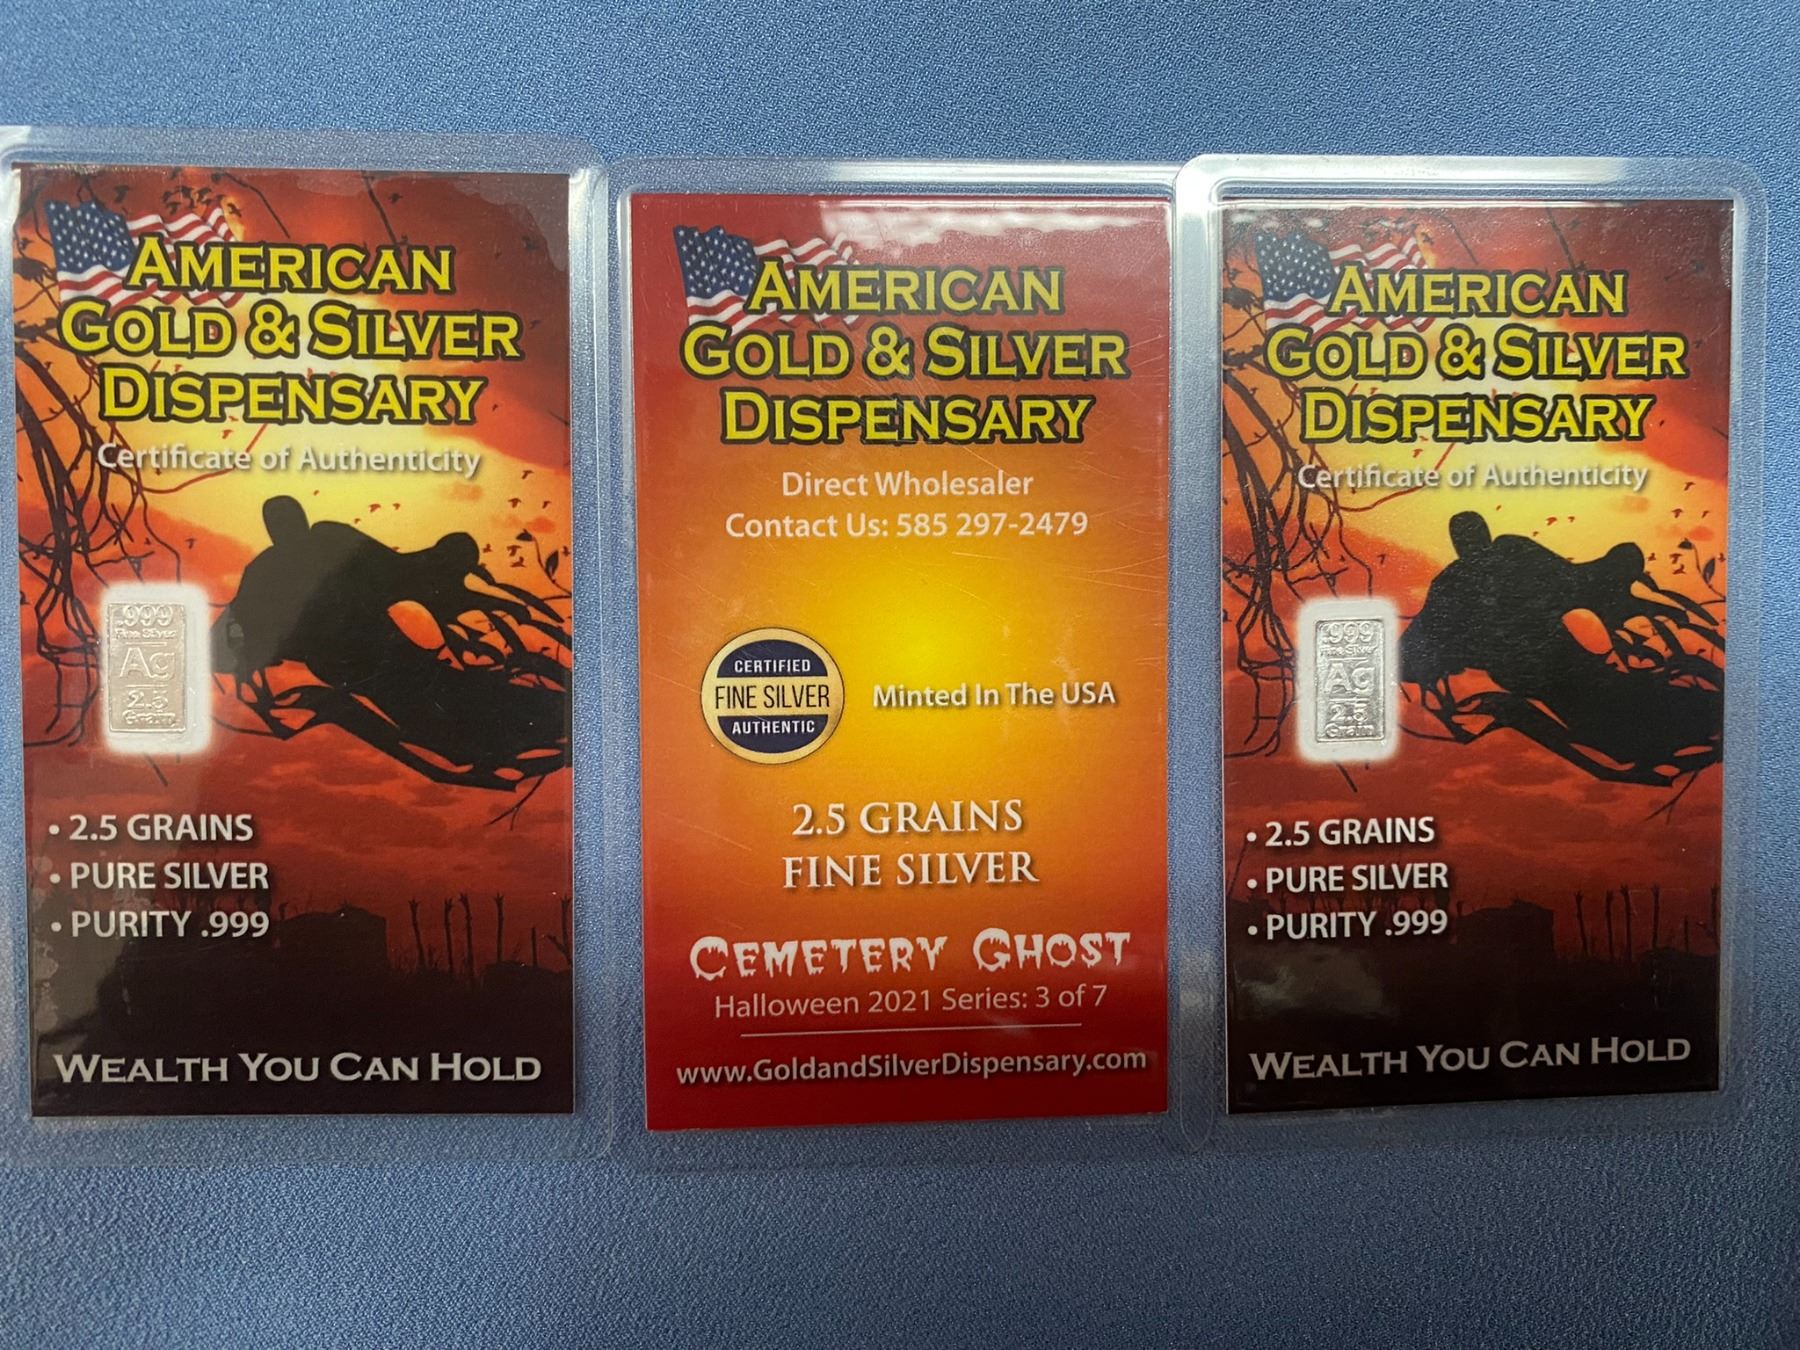 AMERICAN
GOLD & SILVER
DISPENSARY
Certificate of Authenticity
.999
Fine Silver
Ag
2.5
Grain
• 2.5 GRAINS
• PURE SILVER
• PURITY .999
WEALTH YOU CAN HOLD
AMERICAN
GOLD & SILVER
DISPENSARY
Direct Wholesaler
Contact Us: 585 297-2479
CERTIFIED
FINE SILVER
AUTHENTIC
Minted In The USA
2.5 GRAINS
FINE SILVER
CEMETERY GHOST
Halloween 2021 Series: 3 of 7
www.GoldandSilverDispensary.com
AMERICAN
GOLD & SILVER
DISPENSARY
Certificate of Authenticity
.999
Fine Silver
Ag
2.5
Grain
• 2.5 GRAINS
• PURE SILVER
• PURITY .999
WEALTH YOU CAN HOLD